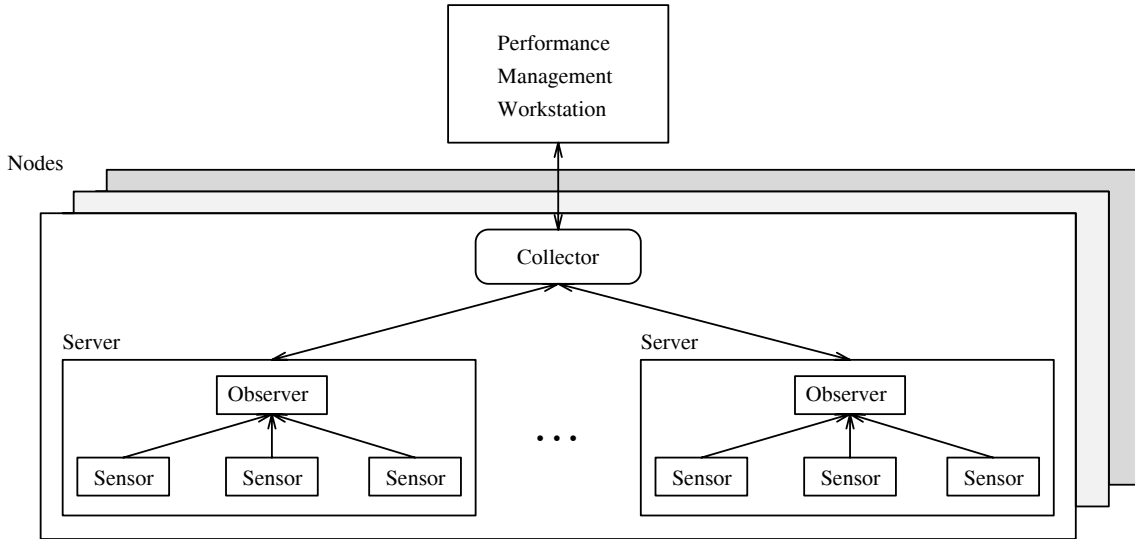 Performance
Management
Workstation
Nodes
Collector
Server
Server
Observer
Observer
...
Sensor
Sensor
Sensor
Sensor
Sensor
Sensor